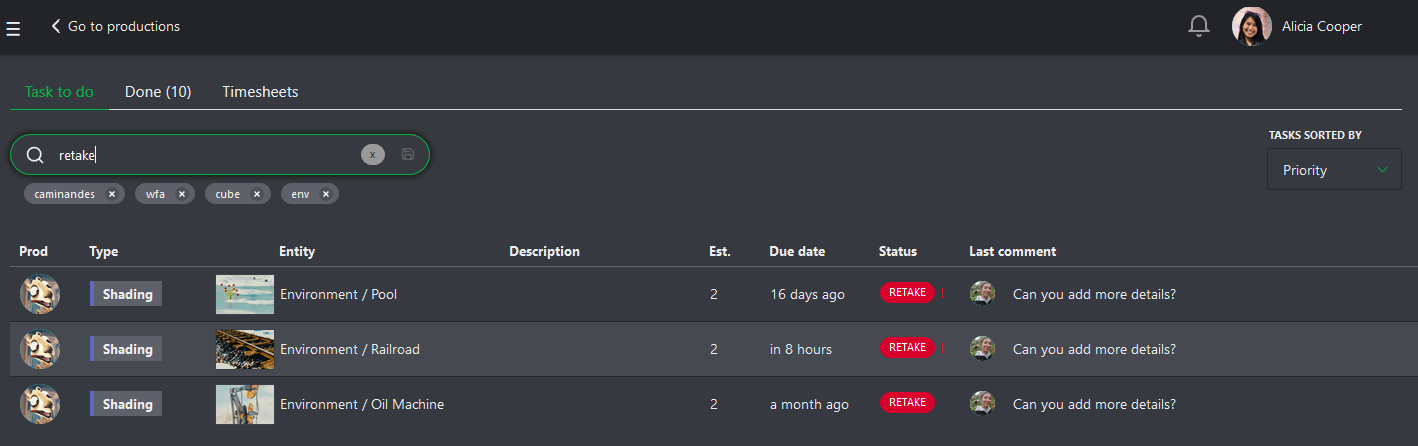 Go to productions
Alicia Cooper
Task to do Done (10) Timesheets
TASKS SORTED BY
retake x
Priority
caminandes × wfa × cube × env ×
Prod Type Entity Description Est. Due date Status Last comment
Shading Environment / Pool 2 16 days ago RETAKE ! Can you add more details?
Shading Environment / Railroad 2 in 8 hours RETAKE ! Can you add more details?
Shading Environment / Oil Machine 2 a month ago RETAKE Can you add more details?